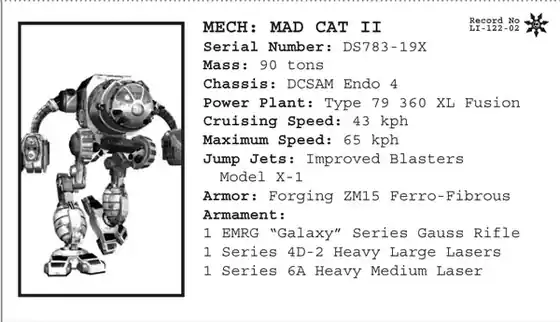 MECH: MAD CAT II
Record No
LI-122-02
Serial Number: DS783-19X
Mass: 90 tons
Chassis: DCSAM Endo 4
Power Plant: Type 79 360 XL Fusion
Cruising Speed: 43 kph
Maximum Speed: 65 kph
Jump Jets: Improved Blasters
Model X-1
Armor: Forging ZM15 Ferro-Fibrous
Armament:
1 EMRG “Galaxy” Series Gauss Rifle
1 Series 4D-2 Heavy Large Lasers
1 Series 6A Heavy Medium Laser